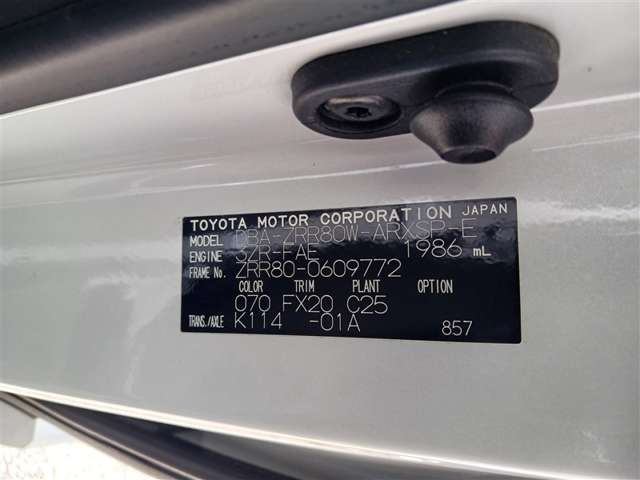 TOYOTA MOTOR CORPORATION JAPAN
MODEL DBA-ZRR80W-ARXSP-E
ENGINE 3ZR-FAE 1986 mL
FRAME No. ZRR80-0609772
COLOR TRIM PLANT OPTION
070 FX20 C25
TRANS./AXLE K114 -01A 857